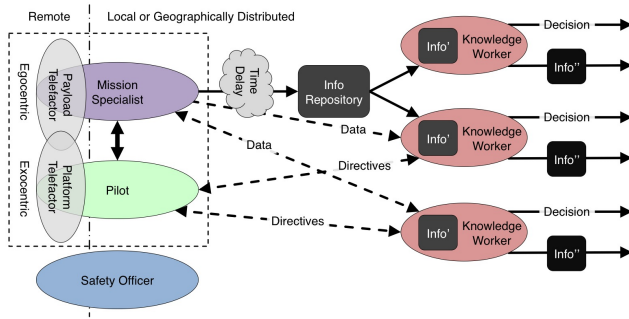 Remote
Local or Geographically Distributed
Egocentric
Payload
Telefactor
Mission
Specialist
Time
Delay
Info
Repository
Info'
Knowledge
Worker
Decision
Info''
Data
Info'
Knowledge
Worker
Decision
Info''
Data
Directives
Exocentric
Platform
Telefactor
Pilot
Directives
Info'
Knowledge
Worker
Decision
Info''
Safety Officer